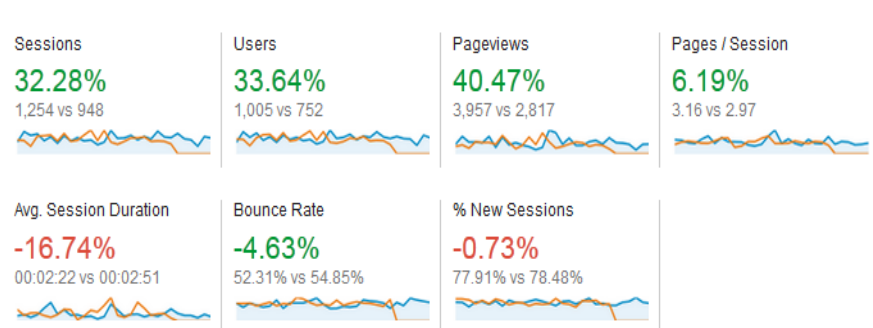 Sessions
32.28%
1,254 vs 948
Users
33.64%
1,005 vs 752
Pageviews
40.47%
3,957 vs 2,817
Pages / Session
6.19%
3.16 vs 2.97
Avg. Session Duration
-16.74%
00:02:22 vs 00:02:51
Bounce Rate
-4.63%
52.31% vs 54.85%
% New Sessions
-0.73%
77.91% vs 78.48%